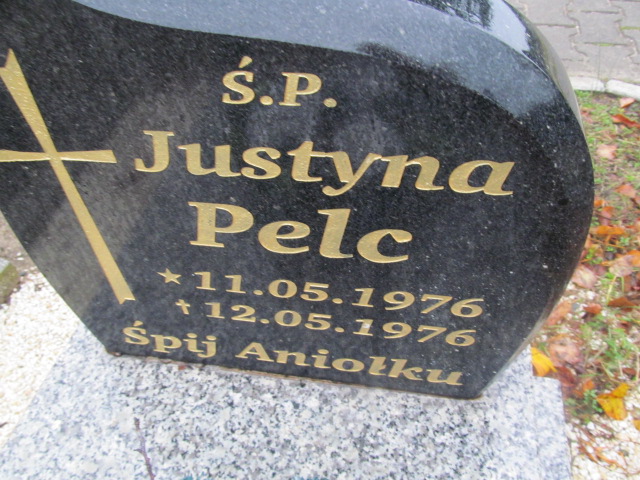 Ś.P.
Justyna
Pelc
★ 11.05.1976
✝ 12.05.1976
Śpij Aniołku